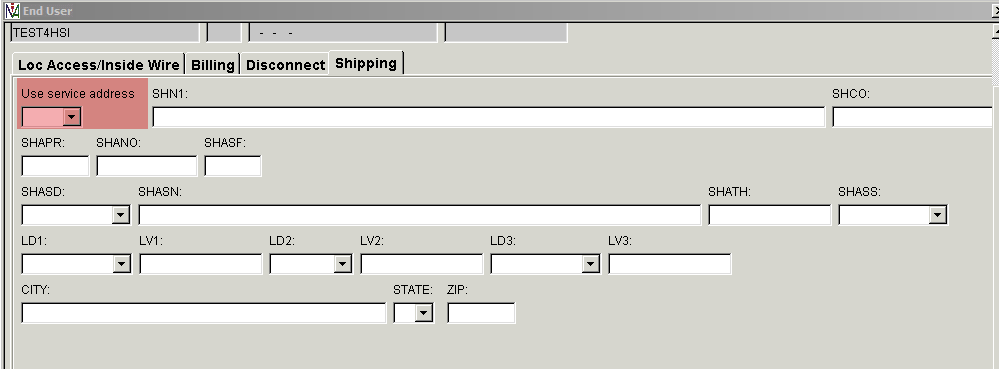 End User
TEST4HSI - - -
Loc Access/Inside Wire Billing Disconnect Shipping
Use service address SHN1: SHCO:
SHAPR: SHANO: SHASF:
SHASD: SHASN: SHATH: SHASS:
LD1: LV1: LD2: LV2: LD3: LV3:
CITY: STATE: ZIP: